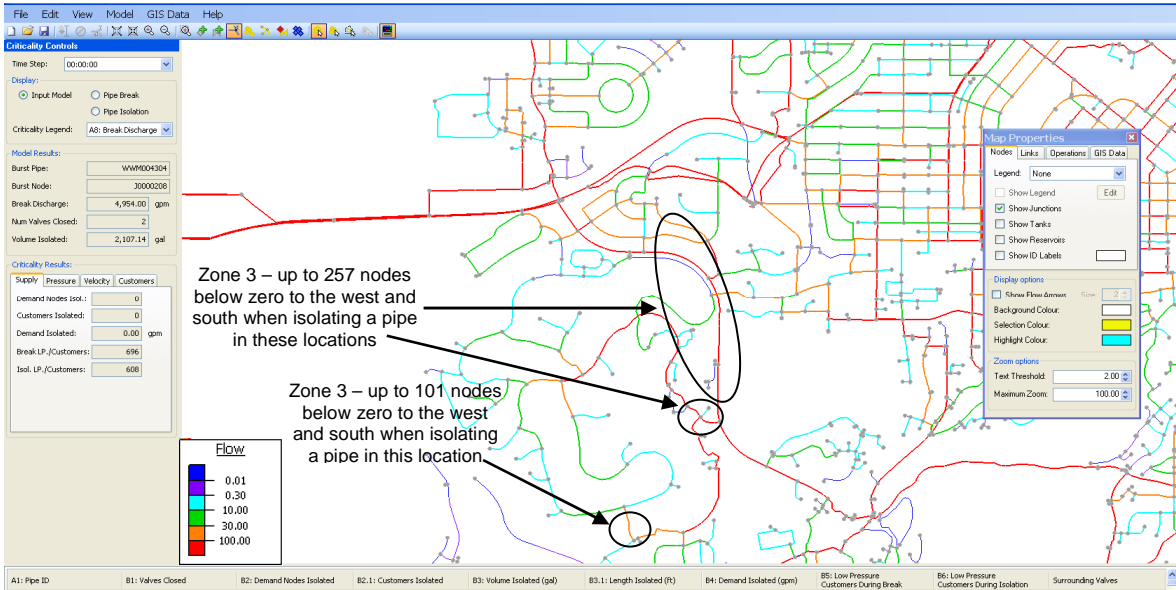 File Edit View Model GIS Data Help
Criticality Controls
Time Step: 00:00:00
Display:
Input Model Pipe Break
Pipe Isolation
Criticality Legend: A8: Break Discharge
Model Results:
Burst Pipe: WWM004304
Burst Node: J0000208
Break Discharge: 4,954.00 gpm
Num Valves Closed: 2
Volume Isolated: 2,107.14 gal
Criticality Results:
Supply Pressure Velocity Customers
Demand Nodes Isol.: 0
Customers Isolated: 0
Demand Isolated: 0.00 gpm
Break LP./Customers: 696
Isol. LP./Customers: 608
Zone 3 – up to 257 nodes
below zero to the west and
south when isolating a pipe
in these locations
Zone 3 – up to 101 nodes
below zero to the west
and south when isolating
a pipe in this location
Flow
0.01
0.30
10.00
30.00
100.00
Map Properties
Nodes Links Operations GIS Data
Legend: None
Show Legend Edit
Show Junctions
Show Tanks
Show Reservoirs
Show ID Labels
Display options
Show Flow Arrows Size 2
Background Colour:
Selection Colour:
Highlight Colour:
Zoom options
Text Threshold: 2.00
Maximum Zoom: 100.00
A1: Pipe ID B1: Valves Closed B2: Demand Nodes Isolated B2.1: Customers Isolated B3: Volume Isolated (gal) B3.1: Length Isolated (ft) B4: Demand Isolated (gpm) B5: Low Pressure Customers During Break B6: Low Pressure Customers During Isolation Surrounding Valves